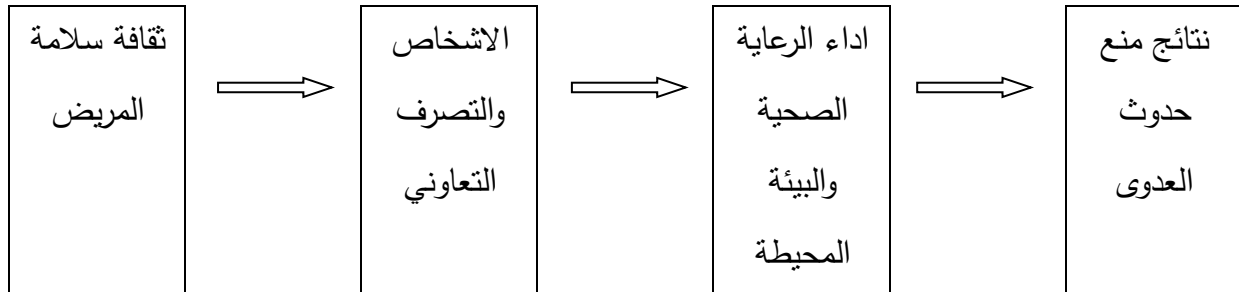 ثقافة سلامة
المريض
الاشخاص
والتصرف
التعاوني
اداء الرعاية
الصحية
والبيئة
المحيطة
نتائج منع
حدوث
العدوى